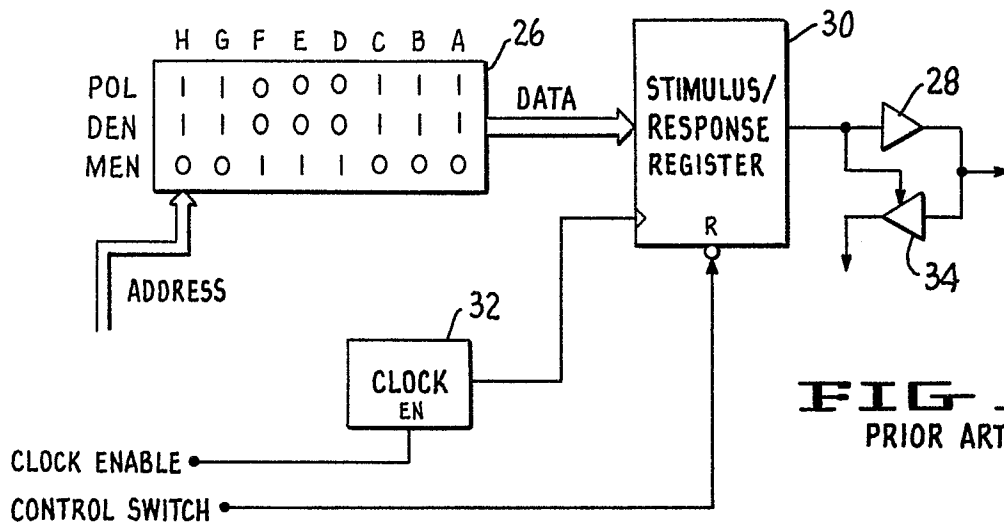 H G F E D C B A
26
30
POL 1 1 0 0 0 1 1 1
DEN 1 1 0 0 0 1 1 1
MEN 0 0 1 1 1 0 0 0
DATA
STIMULUS/
RESPONSE
REGISTER
R
28
34
ADDRESS
32
CLOCK
EN
CLOCK ENABLE
CONTROL SWITCH
FIG-
PRIOR ART